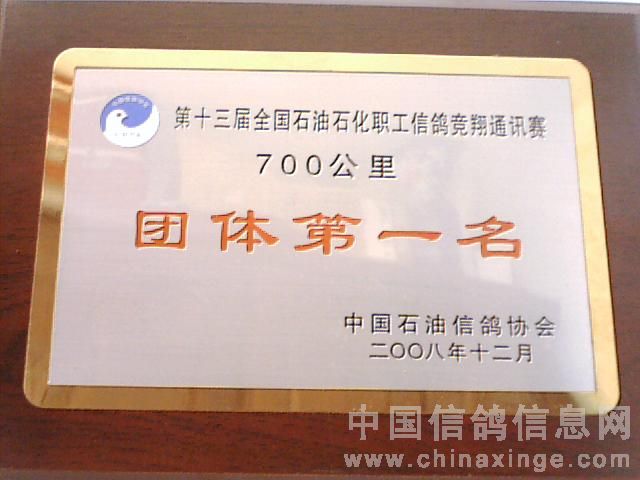 第十三届全国石油石化职工信鸽竞翔通讯赛
700公里
团体第一名
中国石油信鸽协会
二〇〇八年十二月
中国信鸽信息网
www.chinaxinge.com